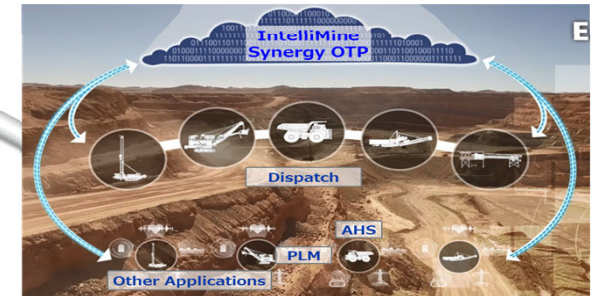 IntelliMine
Synergy OTP
E
Dispatch
AHS
PLM
Other Applications